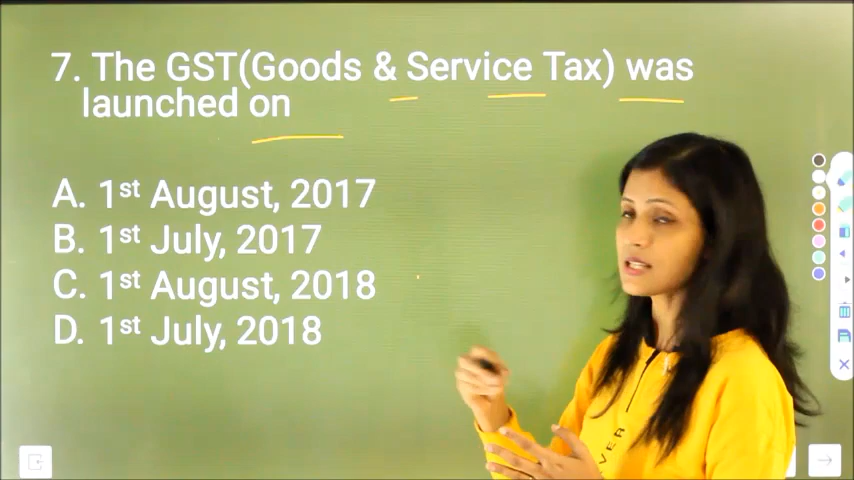 7. The GST(Goods & Service Tax) was
launched on
A. 1st August, 2017
B. 1st July, 2017
C. 1st August, 2018
D. 1st July, 2018
VER